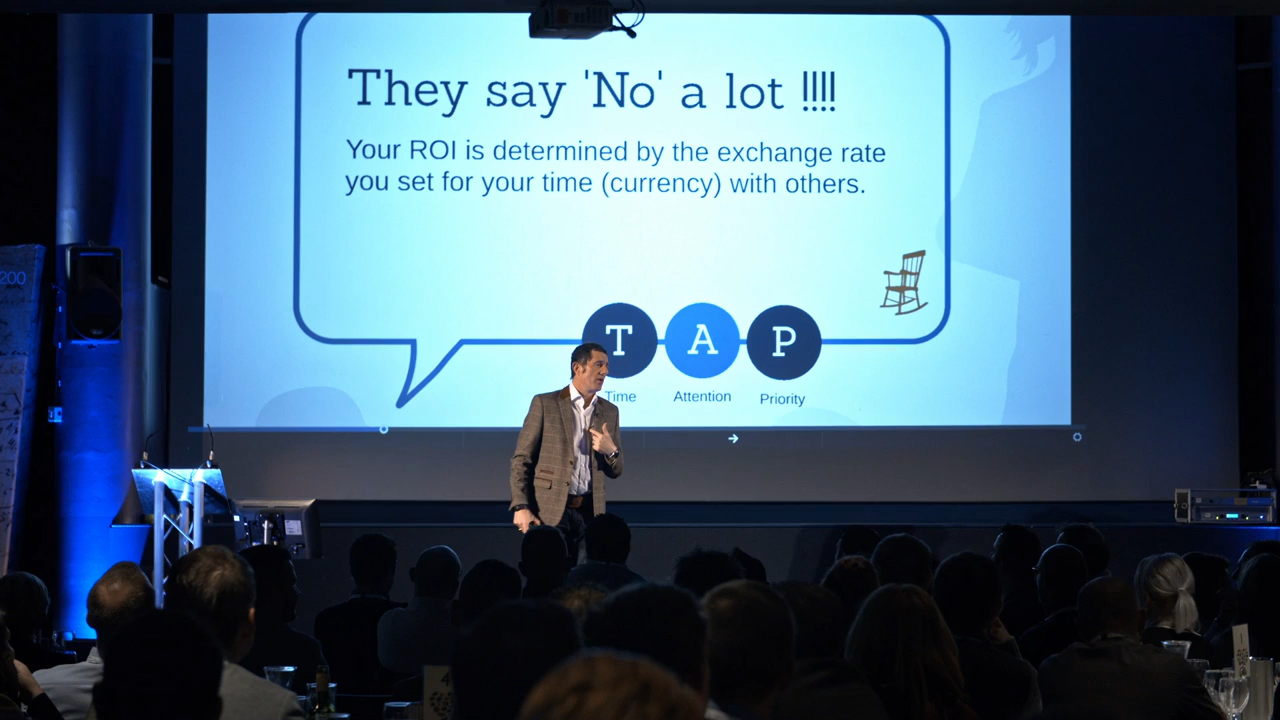 They say 'No' a lot !!!!
Your ROI is determined by the exchange rate
you set for your time (currency) with others.
T A P
Time Attention Priority
200
4